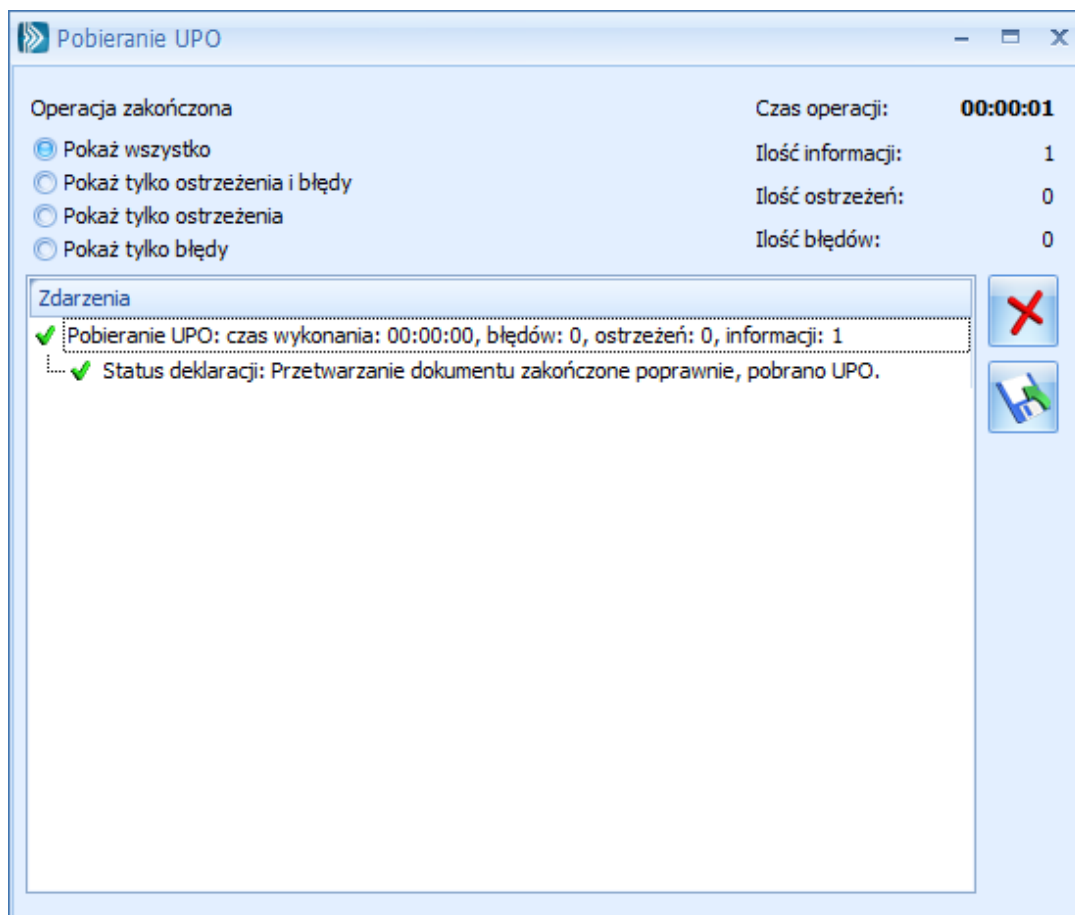 Pobieranie UPO
Operacja zakończona
Czas operacji: 00:00:01
Pokaż wszystko
Ilość informacji: 1
Pokaż tylko ostrzeżenia i błędy
Ilość ostrzeżeń: 0
Pokaż tylko ostrzeżenia
Ilość błędów: 0
Pokaż tylko błędy
Zdarzenia
Pobieranie UPO: czas wykonania: 00:00:00, błędów: 0, ostrzeżeń: 0, informacji: 1
Status deklaracji: Przetwarzanie dokumentu zakończone poprawnie, pobrano UPO.